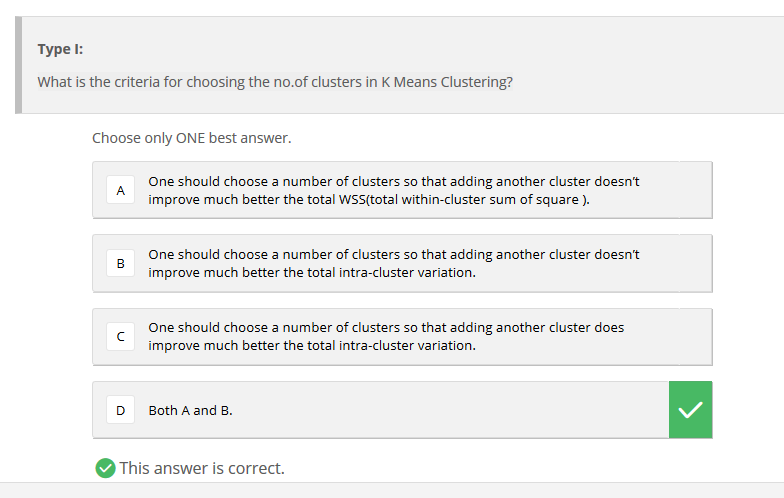 Type I:
What is the criteria for choosing the no.of clusters in K Means Clustering?
Choose only ONE best answer.
A
One should choose a number of clusters so that adding another cluster doesn’t
improve much better the total WSS(total within-cluster sum of square ).
B
One should choose a number of clusters so that adding another cluster doesn’t
improve much better the total intra-cluster variation.
C
One should choose a number of clusters so that adding another cluster does
improve much better the total intra-cluster variation.
D
Both A and B.
This answer is correct.